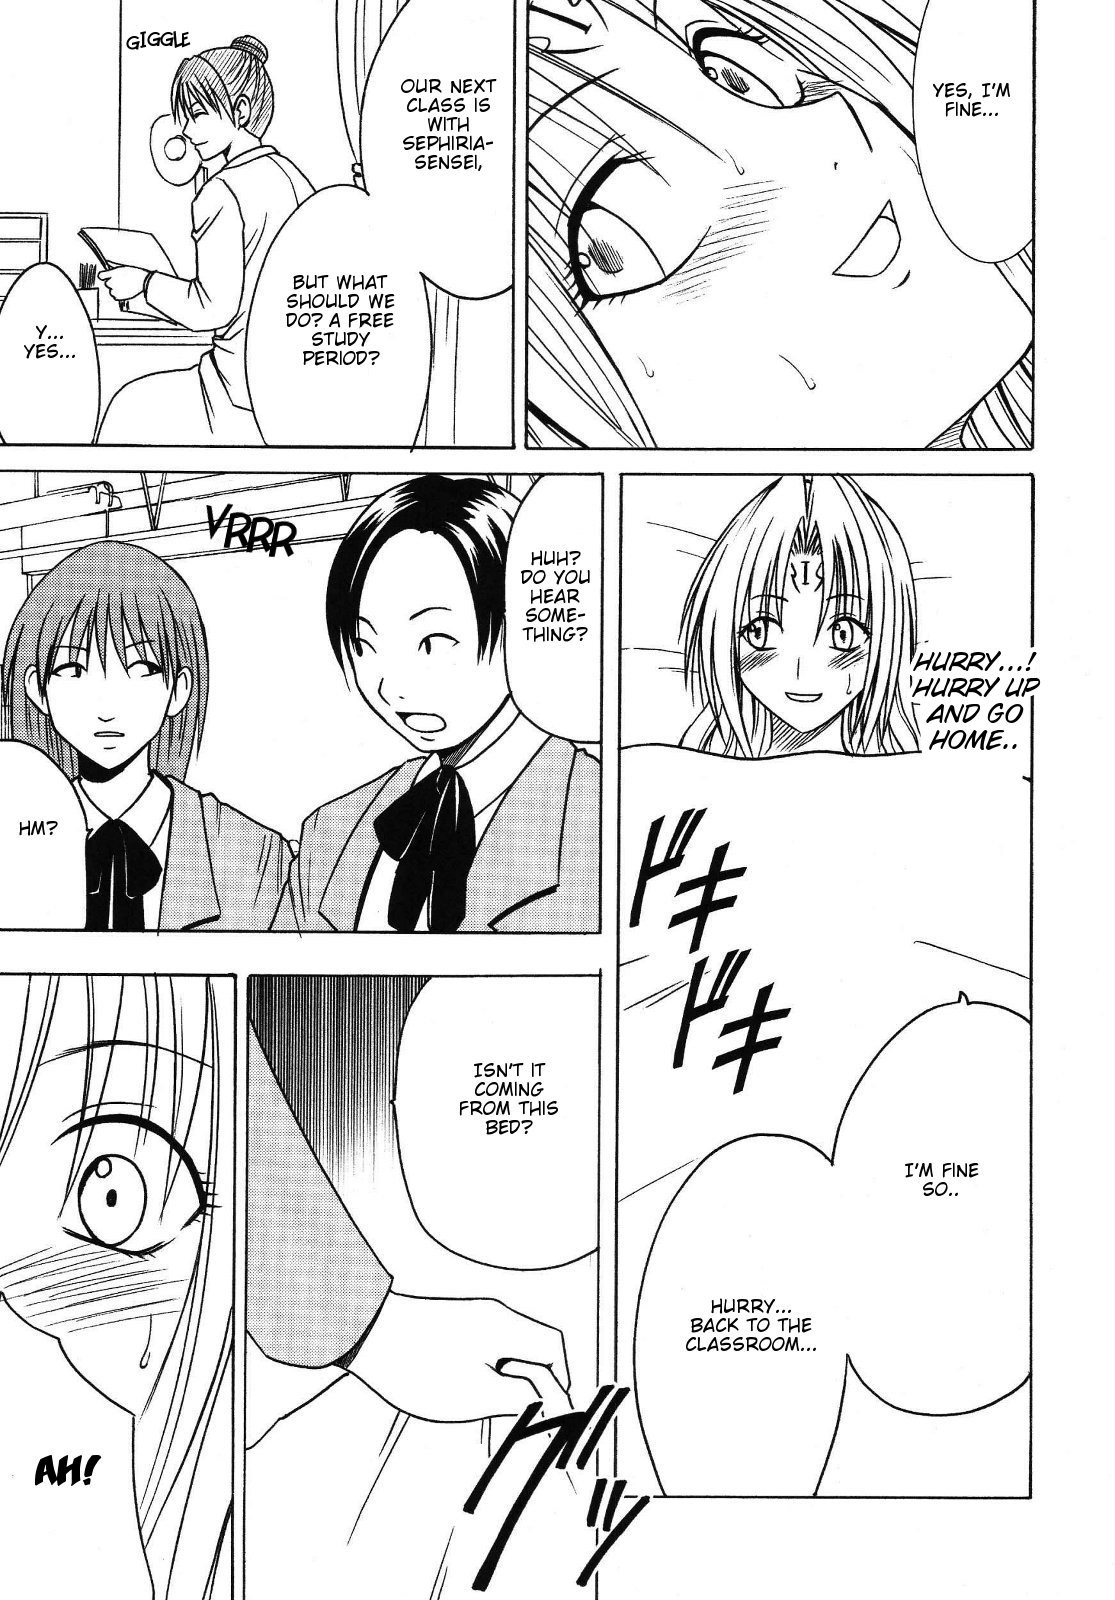 YES, I'M
FINE...
OUR NEXT
CLASS IS
WITH
SEPHIRIA-
SENSEI,
BUT WHAT
SHOULD WE
DO? A FREE
STUDY
PERIOD?
GIGGLE
Y...
YES...
I
HURRY...!
HURRY UP
AND GO
HOME..
ドキ
ドキ
I'M FINE
SO..
HURRY...
BACK TO THE
CLASSROOM...
HUH?
DO YOU
HEAR
SOME-
THING?
VRRR
HM?
ISN'T IT
COMING
FROM THIS
BED?
グッ
AH!